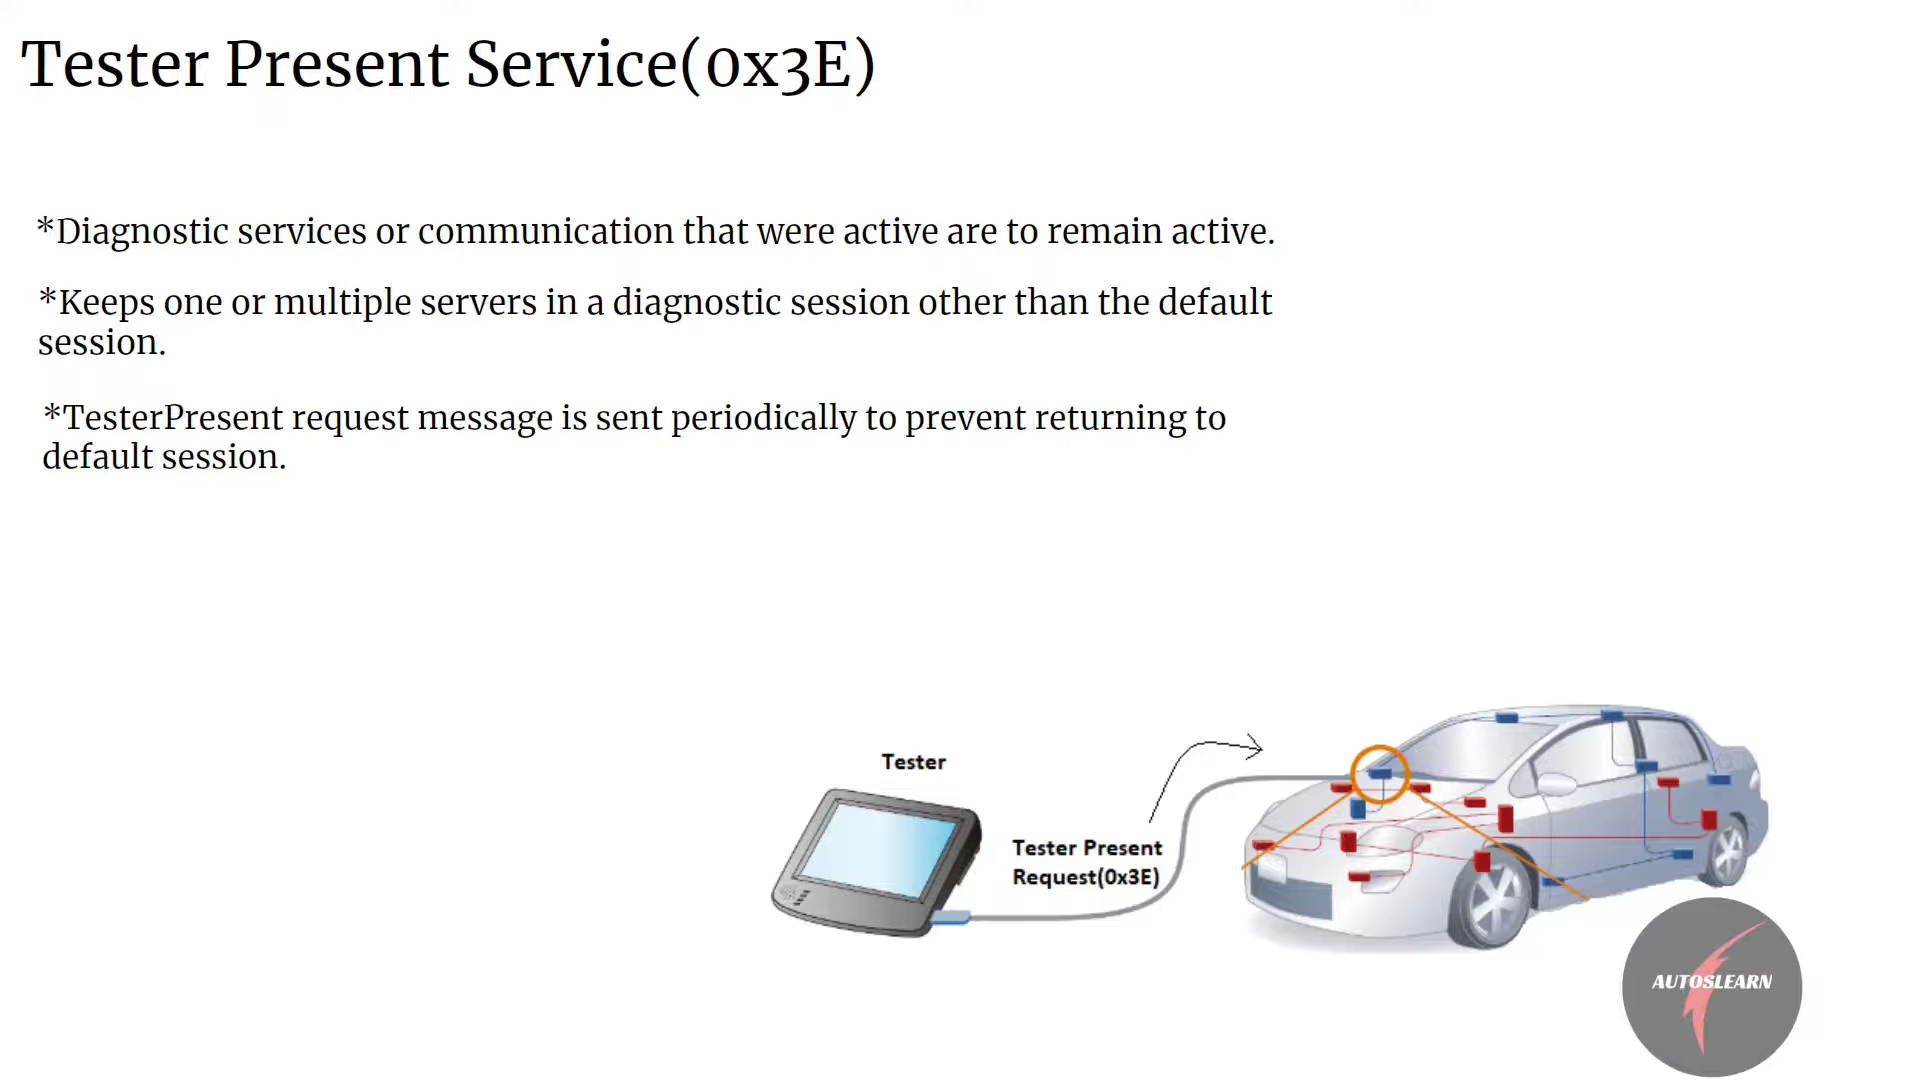 Tester Present Service(0x3E)
*Diagnostic services or communication that were active are to remain active.
*Keeps one or multiple servers in a diagnostic session other than the default
session.
*TesterPresent request message is sent periodically to prevent returning to
default session.
Tester
Tester Present
Request(0x3E)
AUTOSLEARN